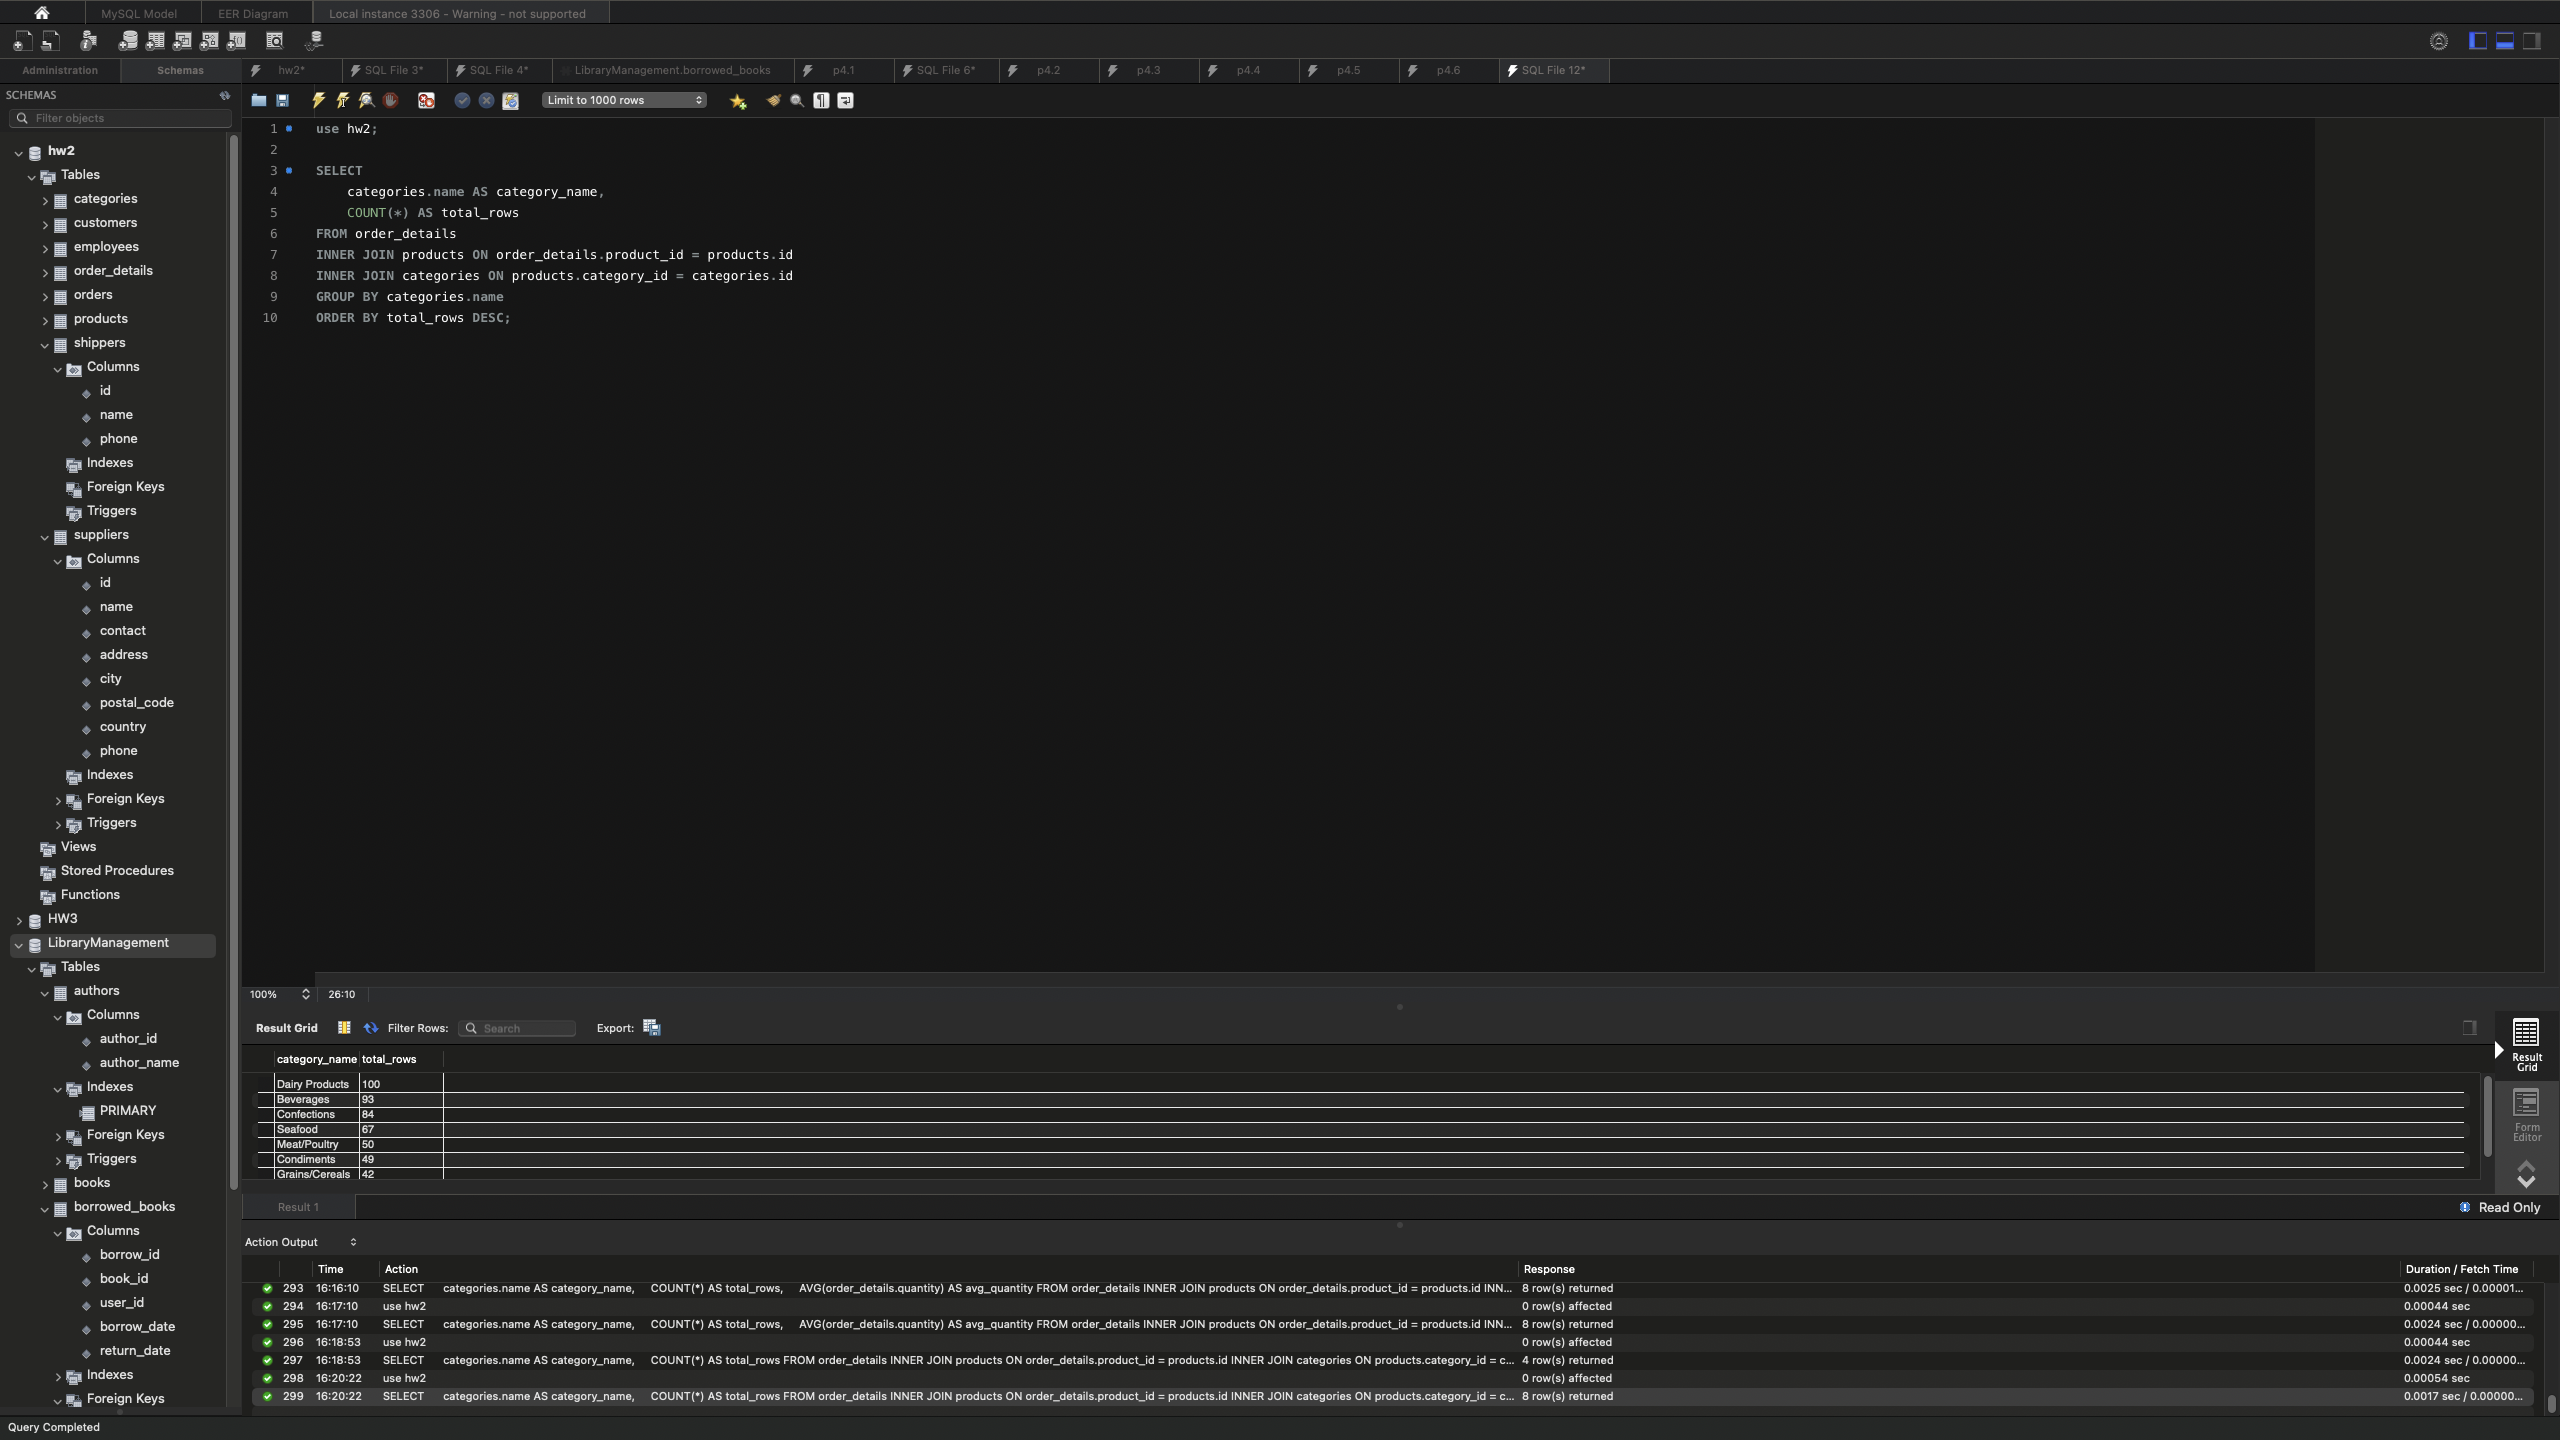 MySQL Model
EER Diagram
Local instance 3306 - Warning - not supported
Administration
Schemas
hw2*
SQL File 3*
SQL File 4*
LibraryManagement.borrowed_books
p4.1
SQL File 6*
p4.2
p4.3
p4.4
p4.5
p4.6
SQL File 12*
SCHEMAS
Filter objects
hw2
Tables
categories
customers
employees
order_details
orders
products
shippers
Columns
id
name
phone
Indexes
Foreign Keys
Triggers
suppliers
Columns
id
name
contact
address
city
postal_code
country
phone
Indexes
Foreign Keys
Triggers
Views
Stored Procedures
Functions
HW3
LibraryManagement
Tables
authors
Columns
author_id
author_name
Indexes
PRIMARY
Foreign Keys
Triggers
books
borrowed_books
Columns
borrow_id
book_id
user_id
borrow_date
return_date
Indexes
Foreign Keys
Limit to 1000 rows
1 use hw2;
2
3 SELECT
4 categories.name AS category_name,
5 COUNT(*) AS total_rows
6 FROM order_details
7 INNER JOIN products ON order_details.product_id = products.id
8 INNER JOIN categories ON products.category_id = categories.id
9 GROUP BY categories.name
10 ORDER BY total_rows DESC;
100% 26:10
Result Grid Filter Rows: Search Export:
category_name total_rows
Dairy Products 100
Beverages 93
Confections 84
Seafood 67
Meat/Poultry 50
Condiments 49
Grains/Cereals 42
Result
Grid
Form
Editor
Result 1
Read Only
Action Output
Time Action Response Duration / Fetch Time
293 16:16:10 SELECT categories.name AS category_name, COUNT(*) AS total_rows, AVG(order_details.quantity) AS avg_quantity FROM order_details INNER JOIN products ON order_details.product_id = products.id INN... 8 row(s) returned 0.0025 sec / 0.00001...
294 16:17:10 use hw2 0 row(s) affected 0.00044 sec
295 16:17:10 SELECT categories.name AS category_name, COUNT(*) AS total_rows, AVG(order_details.quantity) AS avg_quantity FROM order_details INNER JOIN products ON order_details.product_id = products.id INN... 8 row(s) returned 0.0024 sec / 0.00000...
296 16:18:53 use hw2 0 row(s) affected 0.00044 sec
297 16:18:53 SELECT categories.name AS category_name, COUNT(*) AS total_rows FROM order_details INNER JOIN products ON order_details.product_id = products.id INNER JOIN categories ON products.category_id = c... 4 row(s) returned 0.0024 sec / 0.00000...
298 16:20:22 use hw2 0 row(s) affected 0.00054 sec
299 16:20:22 SELECT categories.name AS category_name, COUNT(*) AS total_rows FROM order_details INNER JOIN products ON order_details.product_id = products.id INNER JOIN categories ON products.category_id = c... 8 row(s) returned 0.0017 sec / 0.00000...
Query Completed